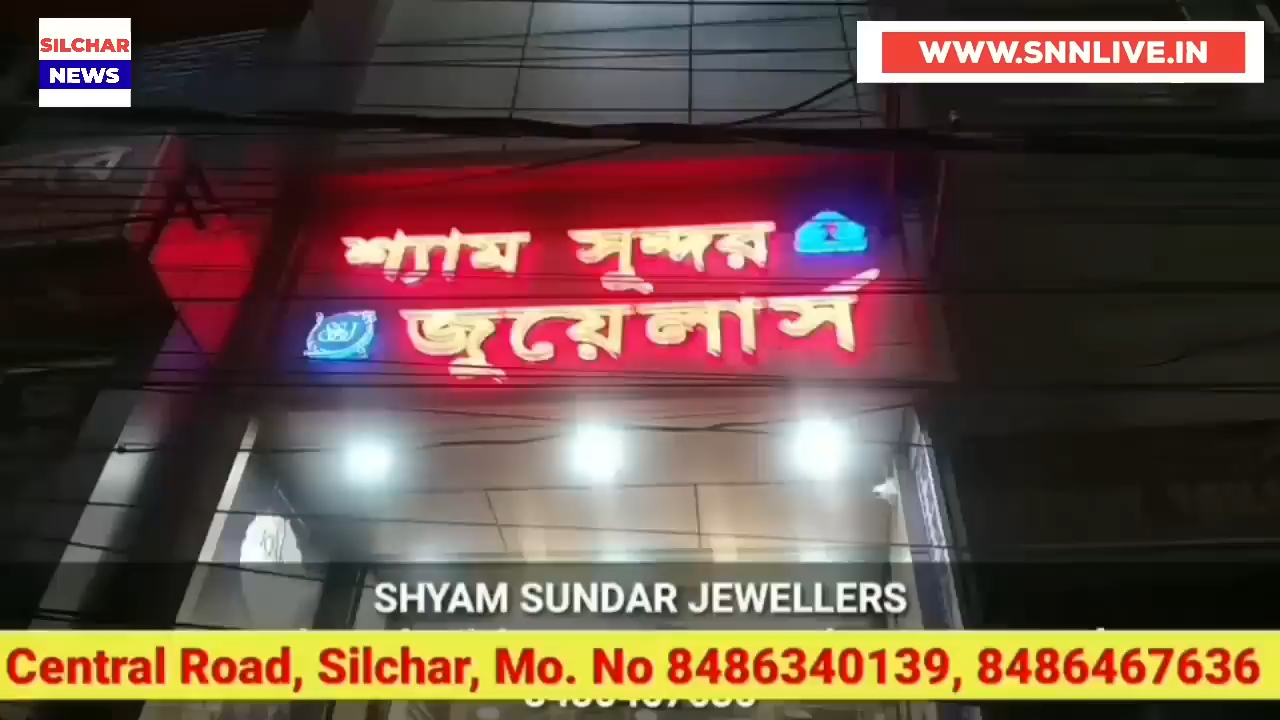 SILCHAR
NEWS
WWW.SNNLIVE.IN
শ্যাম সুন্দর
জুয়েলার্স
SHYAM SUNDAR JEWELLERS
Central Road, Silchar, Mo. No 8486340139, 8486467636